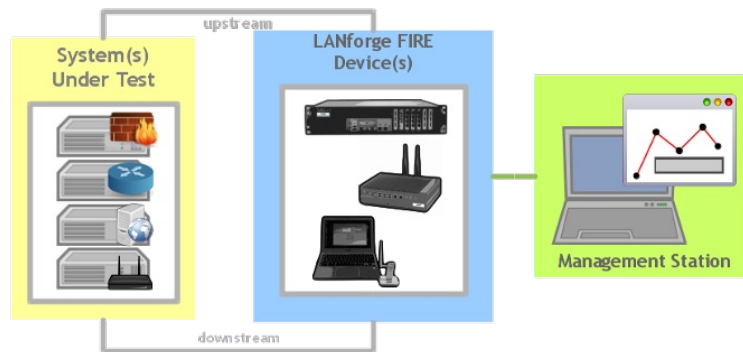 upstream
System(s)
Under Test
LANforge FIRE
Device(s)
Management Station
downstream